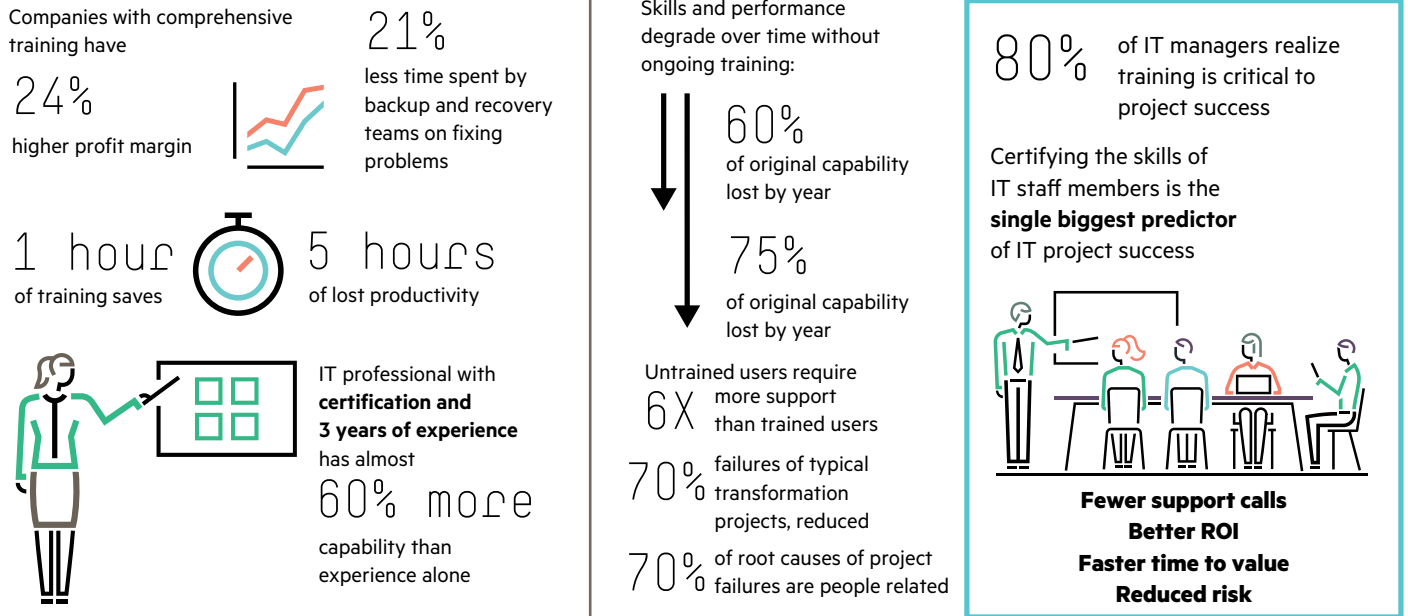 Companies with comprehensive
training have
24%
higher profit margin
21%
less time spent by
backup and recovery
teams on fixing
problems
1 hour
of training saves
5 hours
of lost productivity
IT professional with
certification and
3 years of experience
has almost
60% more
capability than
experience alone
Skills and performance
degrade over time without
ongoing training:
60%
of original capability
lost by year
75%
of original capability
lost by year
Untrained users require
6X
more support
than trained users
70%
failures of typical
transformation
projects, reduced
70%
of root causes of project
failures are people related
80%
of IT managers realize
training is critical to
project success
Certifying the skills of
IT staff members is the
single biggest predictor
of IT project success
Fewer support calls
Better ROI
Faster time to value
Reduced risk